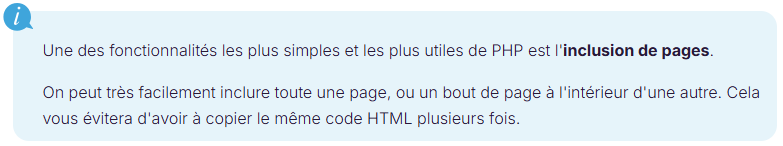 Une des fonctionnalités les plus simples et les plus utiles de PHP est l'inclusion de pages.
On peut très facilement inclure toute une page, ou un bout de page à l'intérieur d'une autre. Cela
vous évitera d'avoir à copier le même code HTML plusieurs fois.